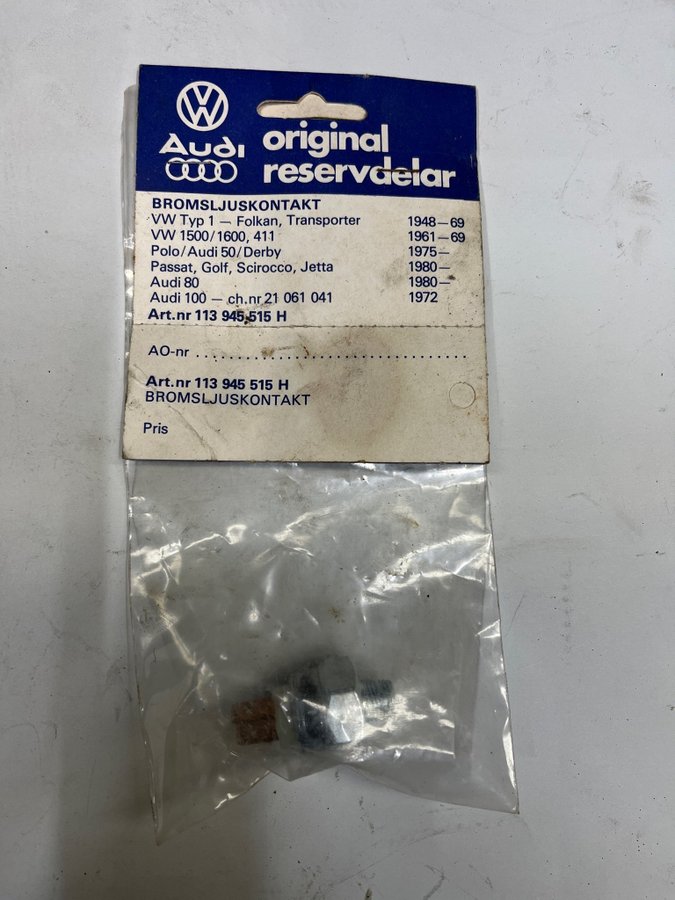 VW
Audi
original
reservdelar
BROMSLJUSKONTAKT
VW Typ 1 – Folkan, Transporter 1948–69
VW 1500/1600, 411 1961–69
Polo/Audi 50/Derby 1975–
Passat, Golf, Scirocco, Jetta 1980–
Audi 80 1980–
Audi 100 – ch.nr 21 061 041 1972
Art.nr 113 945 515 H
AO-nr ........................................
Art.nr 113 945 515 H
BROMSLJUSKONTAKT
Pris